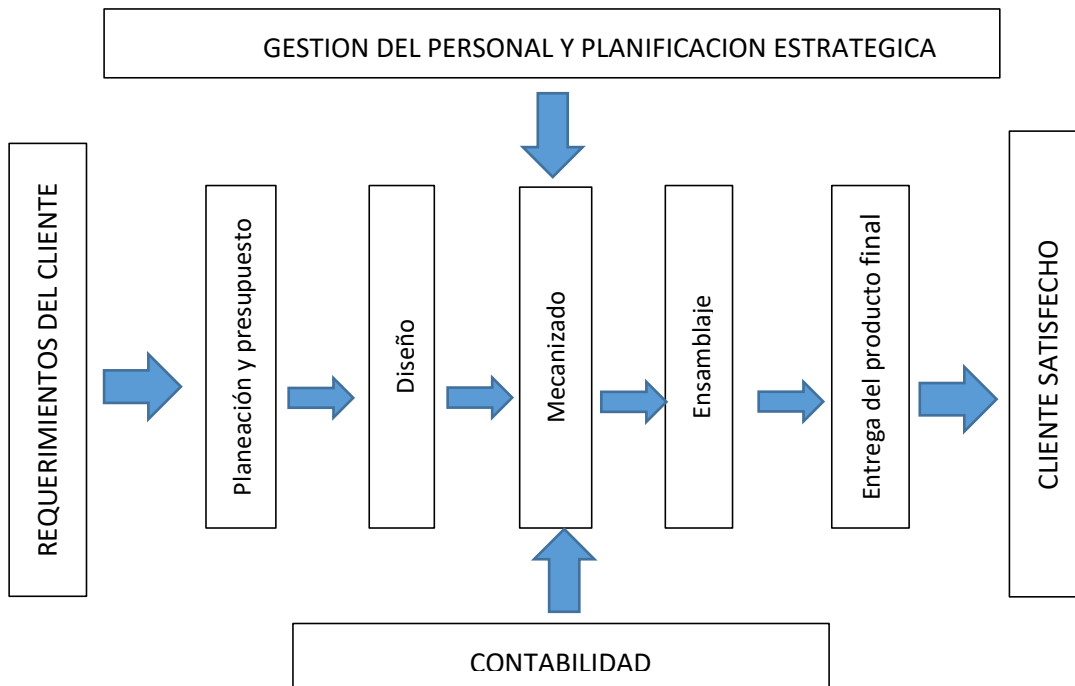 GESTION DEL PERSONAL Y PLANIFICACION ESTRATEGICA
REQUERIMIENTOS DEL CLIENTE
Planeación y presupuesto
Diseño
Mecanizado
Ensamblaje
Entrega del producto final
CLIENTE SATISFECHO
CONTABILIDAD